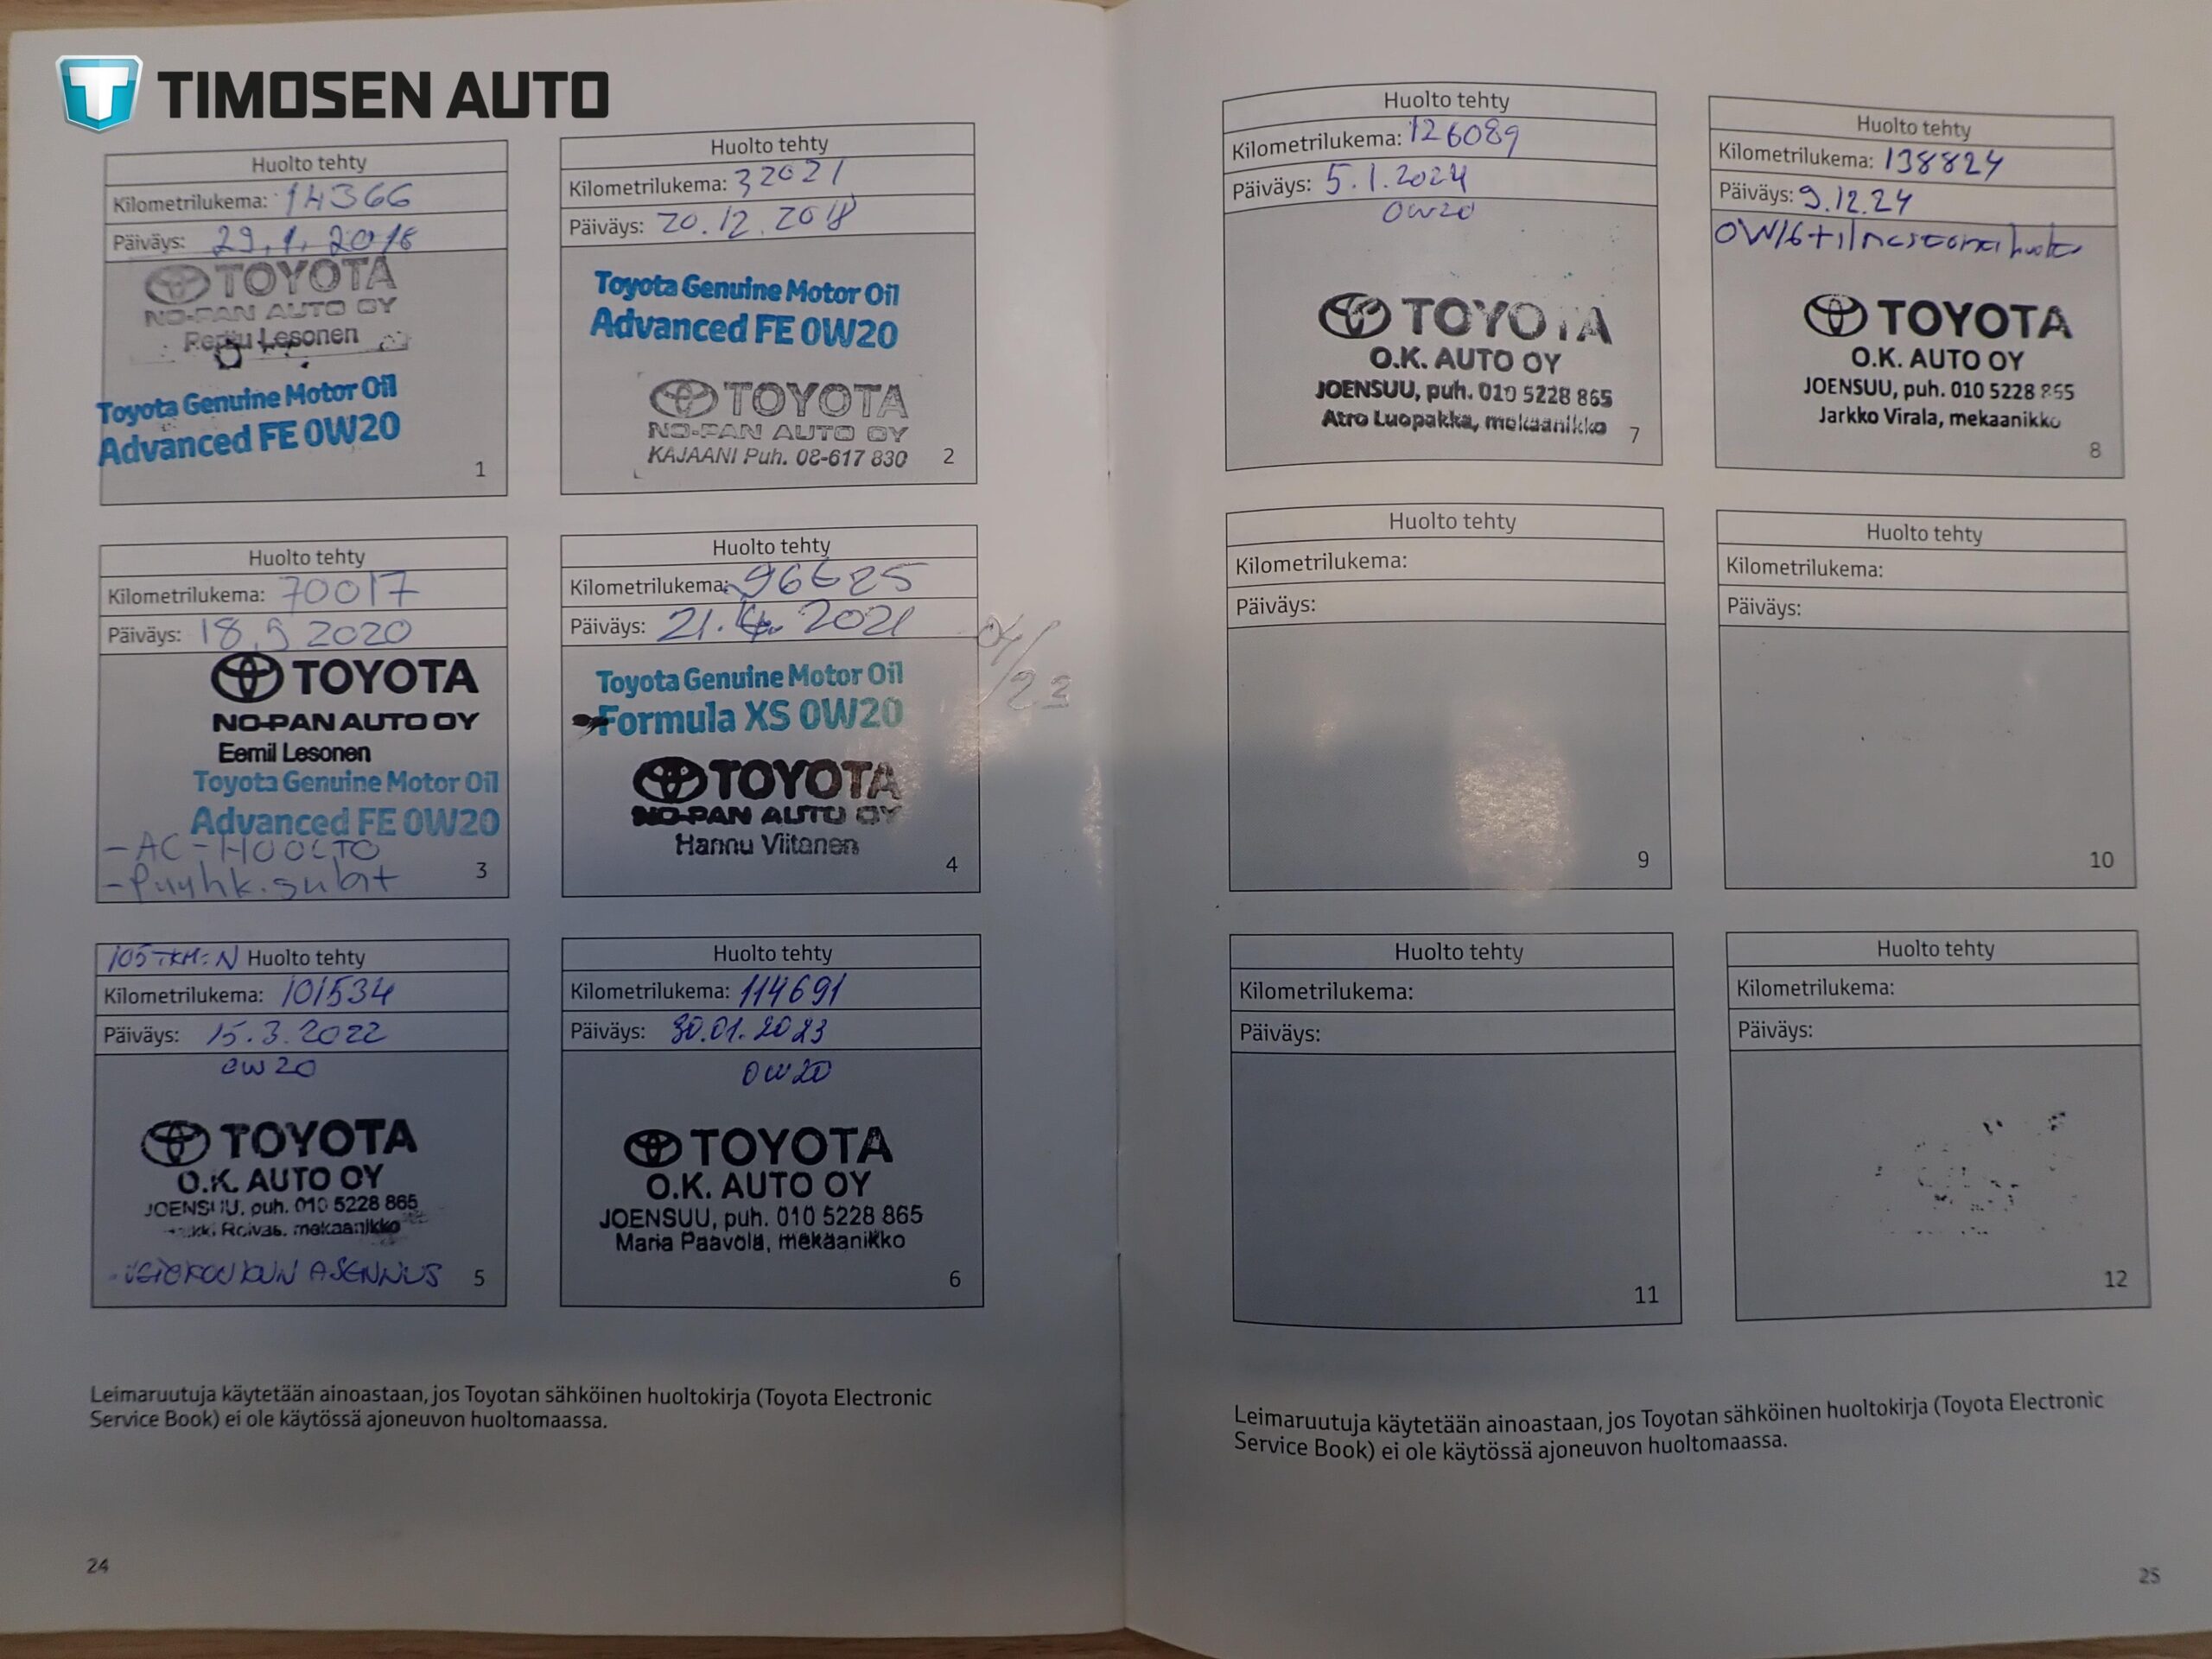 TIMOSEN AUTO
Huolto tehty
Kilometrilukema: 14366
Päiväys: 29.1.2018
TOYOTA
NO-PAN AUTO OY
Lesonen
Toyota Genuine Motor Oil
Advanced FE 0W20
1
Huolto tehty
Kilometrilukema: 32021
Päiväys: 20.12.2018
Toyota Genuine Motor Oil
Advanced FE 0W20
TOYOTA
NO-PAN AUTO OY
KAJAANI Puh. 08-617 830
2
Huolto tehty
Kilometrilukema: 70017
Päiväys: 18.9 2020
TOYOTA
NO-PAN AUTO OY
Eemil Lesonen
Toyota Genuine Motor Oil
Advanced FE 0W20
- AC - HUOLTO
3
Huolto tehty
Kilometrilukema: 96625
Päiväys: 21.4. 2021
04/23
Toyota Genuine Motor Oil
Formula XS 0W20
TOYOTA
NO-PAN AUTO OY
Hannu Viitanen
4
105 TKM:N Huolto tehty
Kilometrilukema: 101534
Päiväys: 15.3.2022
0W20
TOYOTA
O.K. AUTO OY
JOENSUU, puh. 010 5228 865
Roivas, mekaanikko
- VETOKOUKUN ASENNUS
5
Huolto tehty
Kilometrilukema: 114691
Päiväys: 30.01.2023
0W20
TOYOTA
O.K. AUTO OY
JOENSUU, puh. 010 5228 865
Maria Paavola, mekaanikko
6
Leimaruutuja käytetään ainoastaan, jos Toyotan sähköinen huoltokirja (Toyota Electronic
Service Book) ei ole käytössä ajoneuvon huoltomaassa.
24
Huolto tehty
Kilometrilukema: 126089
Päiväys: 5.1.2024
0W20
TOYOTA
O.K. AUTO OY
JOENSUU, puh. 010 5228 865
Atro Luopakka, mekaanikko
7
Huolto tehty
Kilometrilukema: 138824
Päiväys: 9.12.24
0W16 + ilmastointihuolto
TOYOTA
O.K. AUTO OY
JOENSUU, puh. 010 5228 865
Jarkko Virala, mekaanikko
8
Huolto tehty
Kilometrilukema:
Päiväys:
9
Huolto tehty
Kilometrilukema:
Päiväys:
10
Huolto tehty
Kilometrilukema:
Päiväys:
11
Huolto tehty
Kilometrilukema:
Päiväys:
12
Leimaruutuja käytetään ainoastaan, jos Toyotan sähköinen huoltokirja (Toyota Electronic
Service Book) ei ole käytössä ajoneuvon huoltomaassa.
25